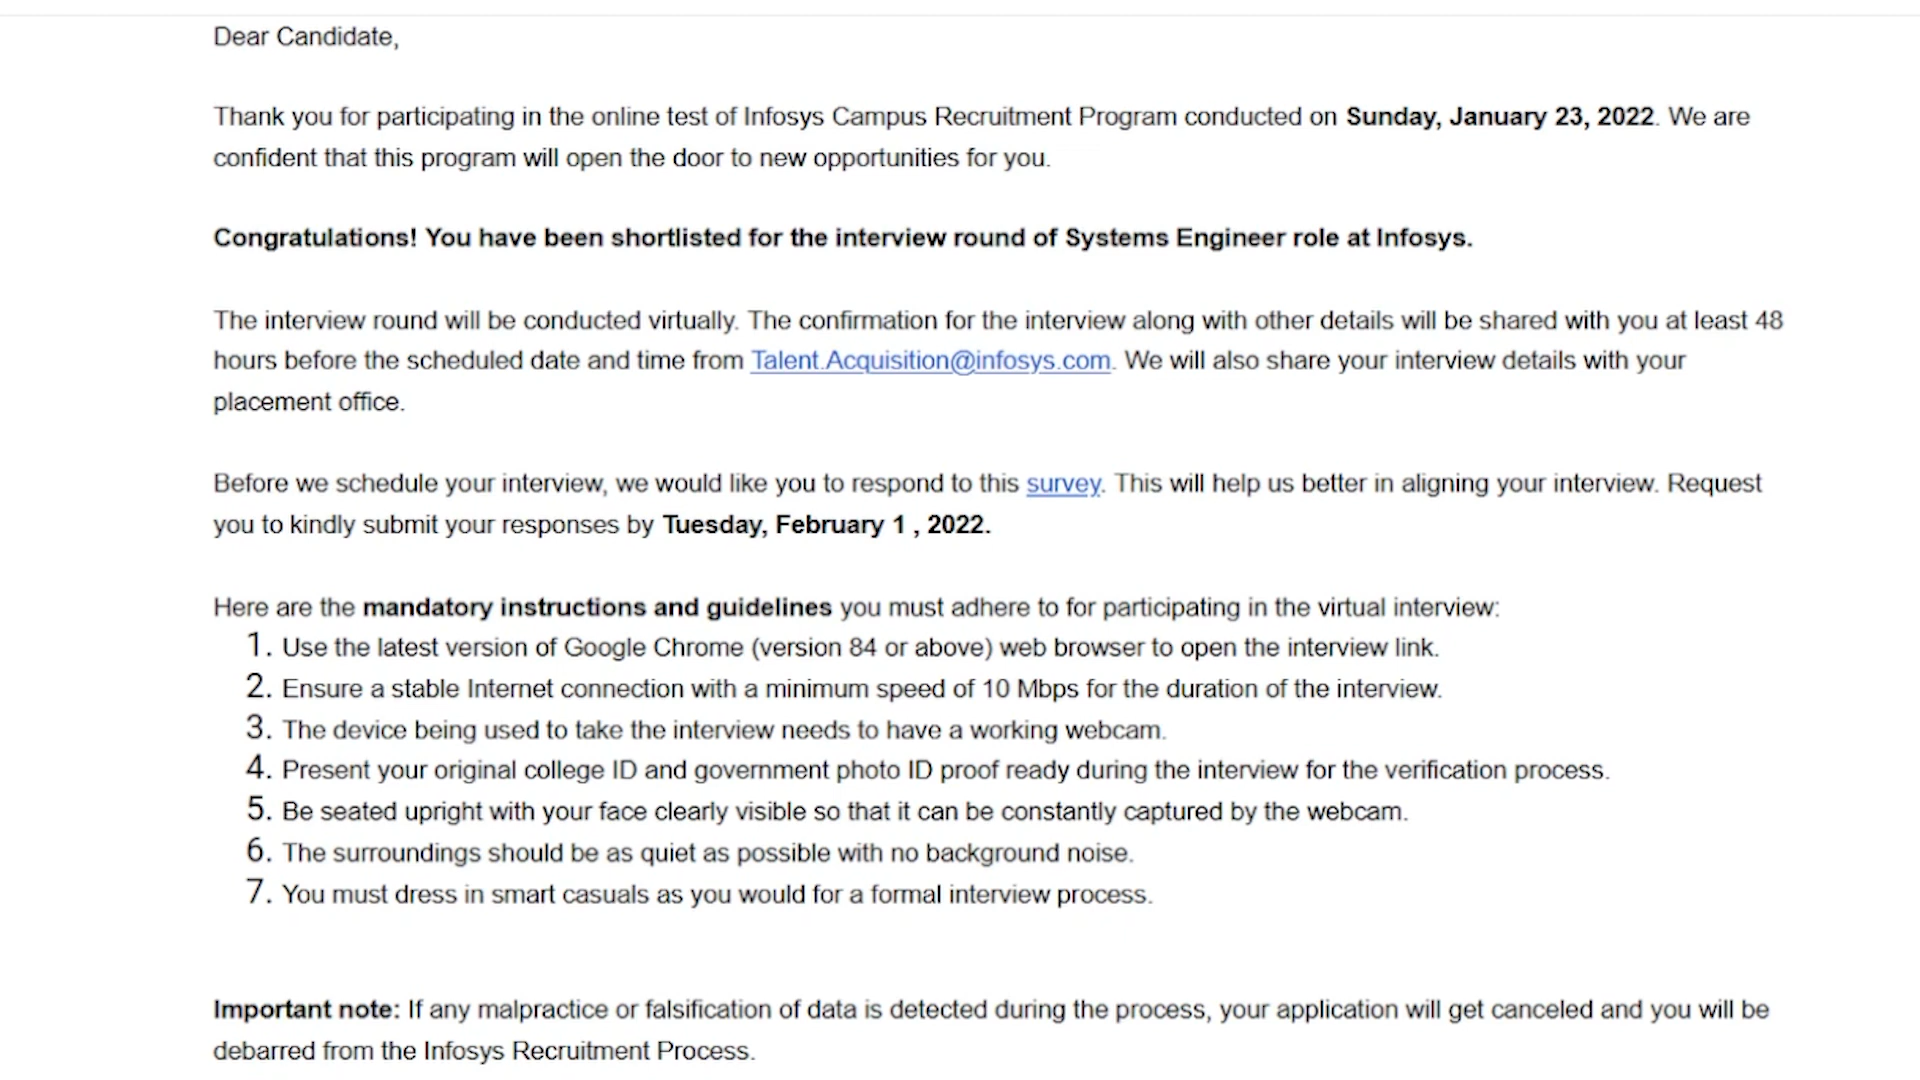 Dear Candidate,
Thank you for participating in the online test of Infosys Campus Recruitment Program conducted on Sunday, January 23, 2022. We are
confident that this program will open the door to new opportunities for you.
Congratulations! You have been shortlisted for the interview round of Systems Engineer role at Infosys.
The interview round will be conducted virtually. The confirmation for the interview along with other details will be shared with you at least 48
hours before the scheduled date and time from Talent.Acquisition@infosys.com. We will also share your interview details with your
placement office.
Before we schedule your interview, we would like you to respond to this survey. This will help us better in aligning your interview. Request
you to kindly submit your responses by Tuesday, February 1 , 2022.
Here are the mandatory instructions and guidelines you must adhere to for participating in the virtual interview:
1. Use the latest version of Google Chrome (version 84 or above) web browser to open the interview link.
2. Ensure a stable Internet connection with a minimum speed of 10 Mbps for the duration of the interview.
3. The device being used to take the interview needs to have a working webcam.
4. Present your original college ID and government photo ID proof ready during the interview for the verification process.
5. Be seated upright with your face clearly visible so that it can be constantly captured by the webcam.
6. The surroundings should be as quiet as possible with no background noise.
7. You must dress in smart casuals as you would for a formal interview process.
Important note: If any malpractice or falsification of data is detected during the process, your application will get canceled and you will be
debarred from the Infosys Recruitment Process.